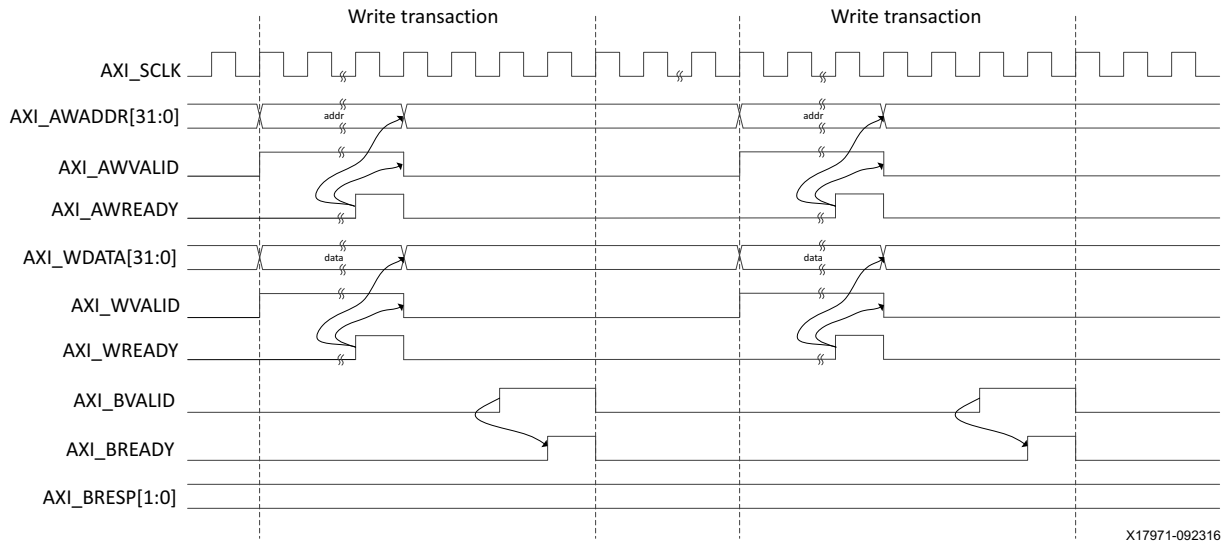 Write transaction Write transaction
AXI_SCLK
AXI_AWADDR[31:0] addr addr
AXI_AWVALID
AXI_AWREADY
AXI_WDATA[31:0] data data
AXI_WVALID
AXI_WREADY
AXI_BVALID
AXI_BREADY
AXI_BRESP[1:0]
X17971-092316